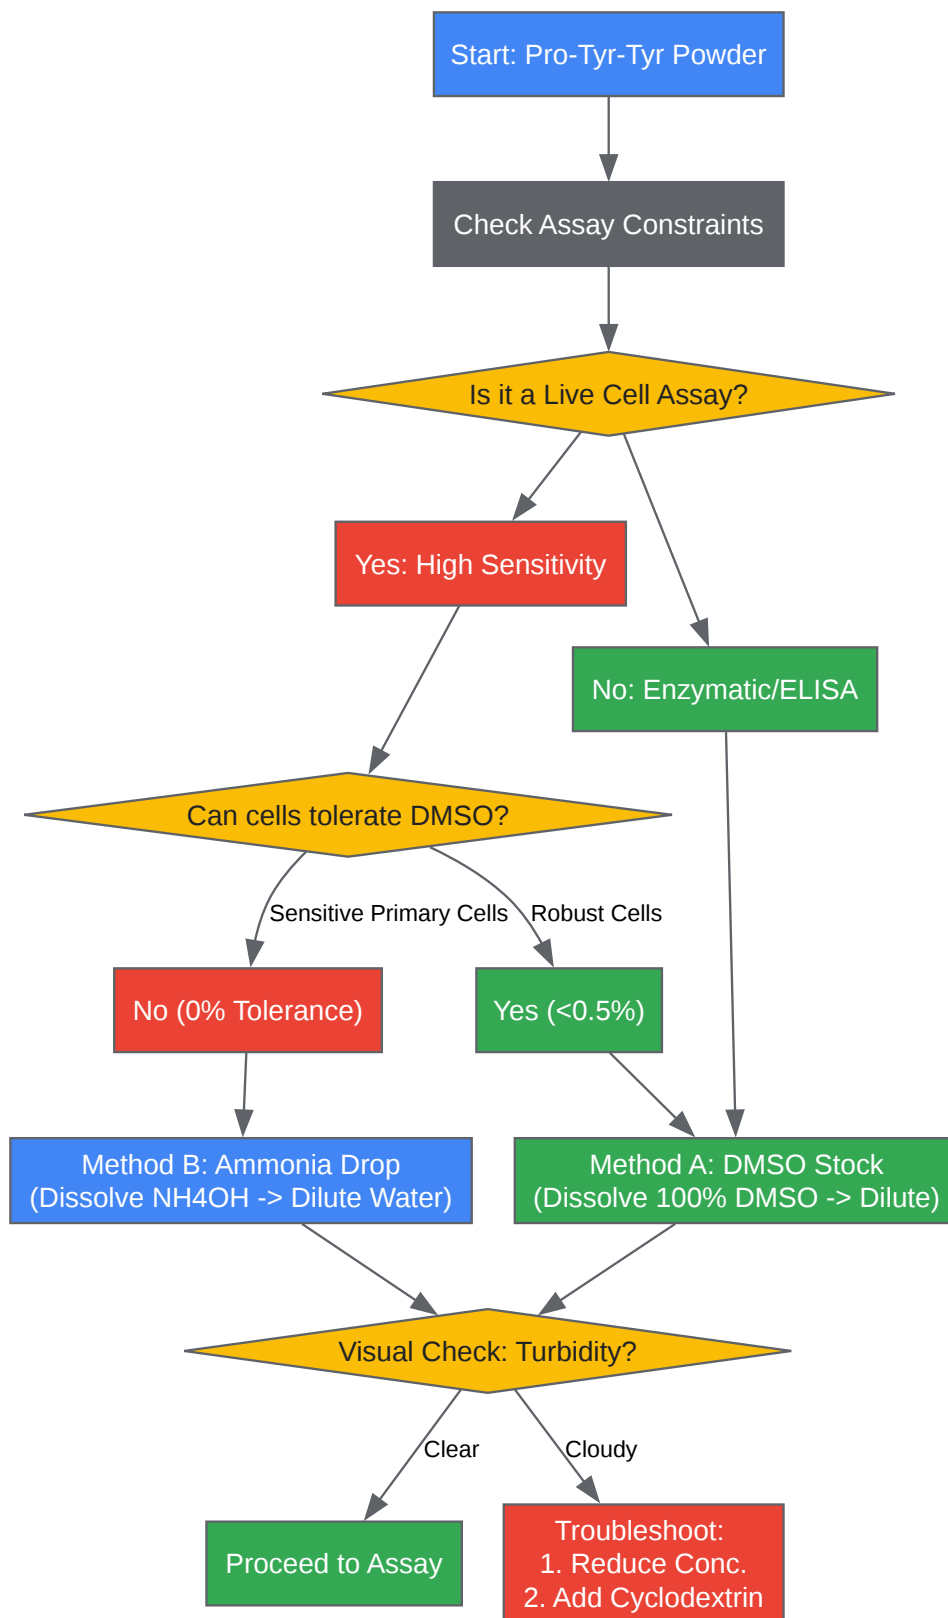 Start: Pro-Tyr-Tyr Powder
Check Assay Constraints
Is it a Live Cell Assay?
Yes: High Sensitivity
No: Enzymatic/ELISA
Can cells tolerate DMSO?
Sensitive Primary Cells
Robust Cells
No (0% Tolerance)
Yes (<0.5%)
Method B: Ammonia Drop
(Dissolve NH4OH -> Dilute Water)
Method A: DMSO Stock
(Dissolve 100% DMSO -> Dilute)
Visual Check: Turbidity?
Clear
Cloudy
Proceed to Assay
Troubleshoot:
1. Reduce Conc.
2. Add Cyclodextrin